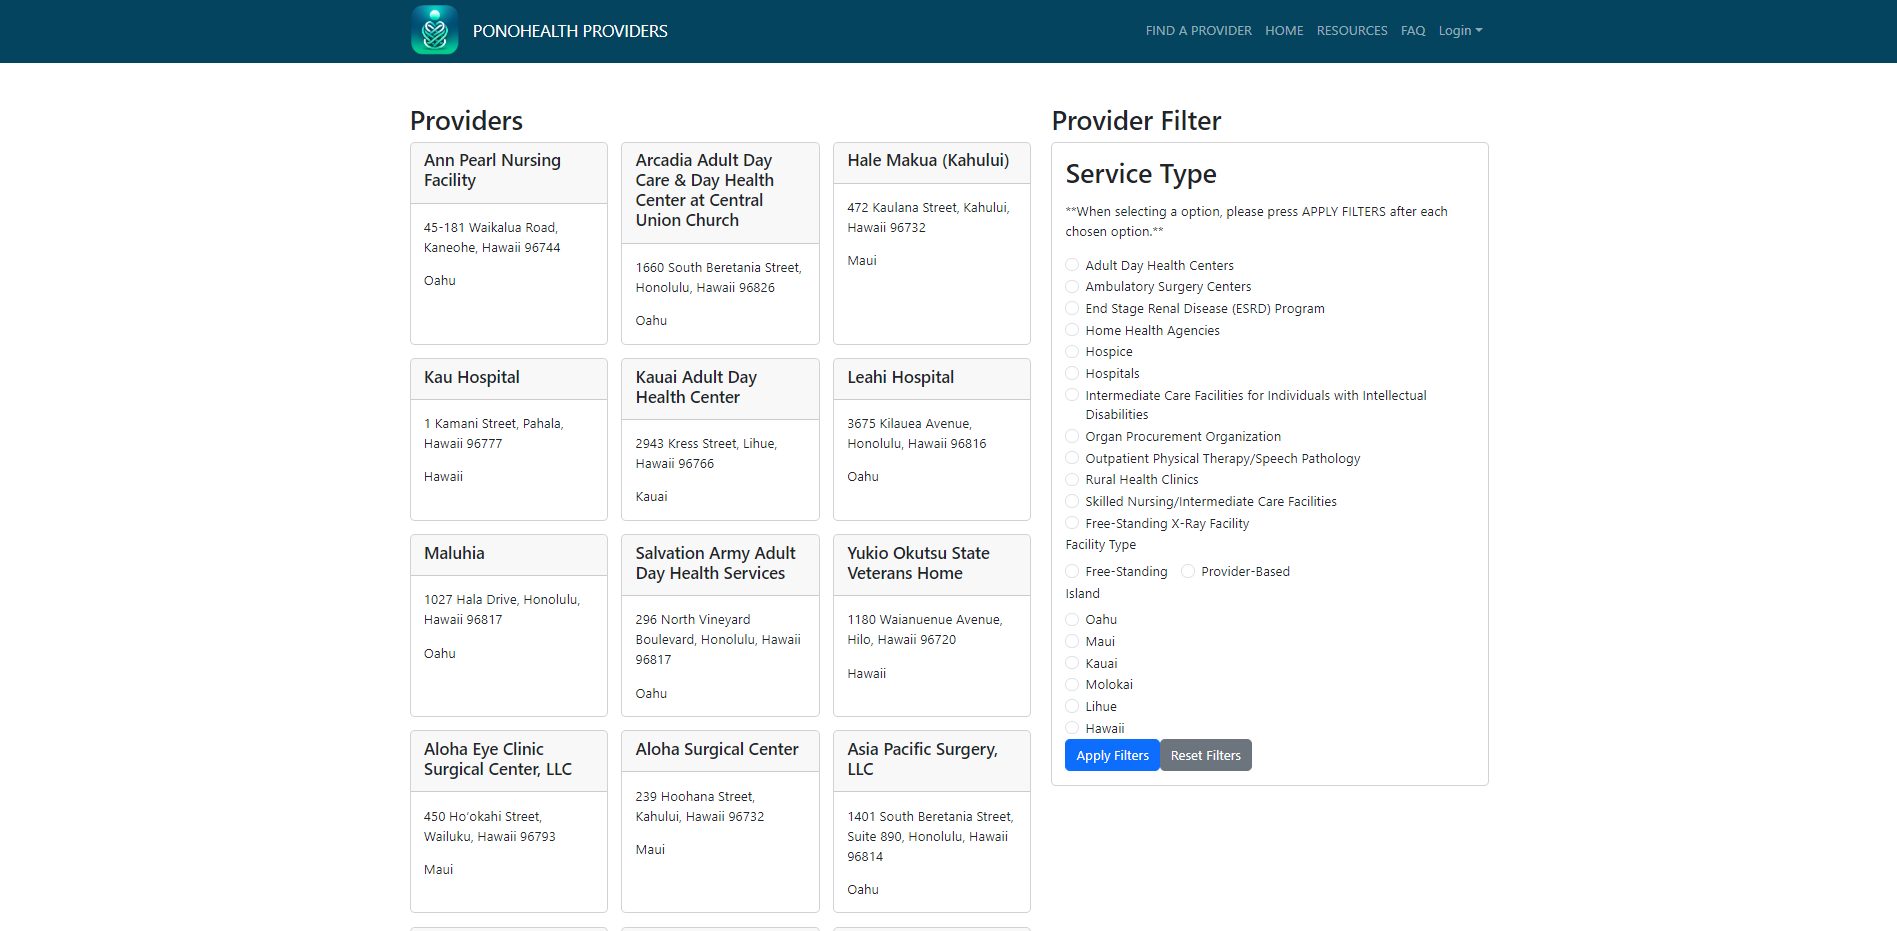 PONOHEALTH PROVIDERS
FIND A PROVIDER HOME RESOURCES FAQ Login
Providers
Ann Pearl Nursing
Facility
45-181 Waikalua Road,
Kaneohe, Hawaii 96744
Oahu
Arcadia Adult Day
Care & Day Health
Center at Central
Union Church
1660 South Beretania Street,
Honolulu, Hawaii 96826
Oahu
Hale Makua (Kahului)
472 Kaulana Street, Kahului,
Hawaii 96732
Maui
Kau Hospital
1 Kamani Street, Pahala,
Hawaii 96777
Hawaii
Kauai Adult Day
Health Center
2943 Kress Street, Lihue,
Hawaii 96766
Kauai
Leahi Hospital
3675 Kilauea Avenue,
Honolulu, Hawaii 96816
Oahu
Maluhia
1027 Hala Drive, Honolulu,
Hawaii 96817
Oahu
Salvation Army Adult
Day Health Services
296 North Vineyard
Boulevard, Honolulu, Hawaii
96817
Oahu
Yukio Okutsu State
Veterans Home
1180 Waianuenue Avenue,
Hilo, Hawaii 96720
Hawaii
Aloha Eye Clinic
Surgical Center, LLC
450 Hoʻokahi Street,
Wailuku, Hawaii 96793
Maui
Aloha Surgical Center
239 Hoohana Street,
Kahului, Hawaii 96732
Maui
Asia Pacific Surgery,
LLC
1401 South Beretania Street,
Suite 890, Honolulu, Hawaii
96814
Oahu
Provider Filter
Service Type
**When selecting a option, please press APPLY FILTERS after each
chosen option.**
Adult Day Health Centers
Ambulatory Surgery Centers
End Stage Renal Disease (ESRD) Program
Home Health Agencies
Hospice
Hospitals
Intermediate Care Facilities for Individuals with Intellectual
Disabilities
Organ Procurement Organization
Outpatient Physical Therapy/Speech Pathology
Rural Health Clinics
Skilled Nursing/Intermediate Care Facilities
Free-Standing X-Ray Facility
Facility Type
Free-Standing Provider-Based
Island
Oahu
Maui
Kauai
Molokai
Lihue
Hawaii
Apply Filters Reset Filters